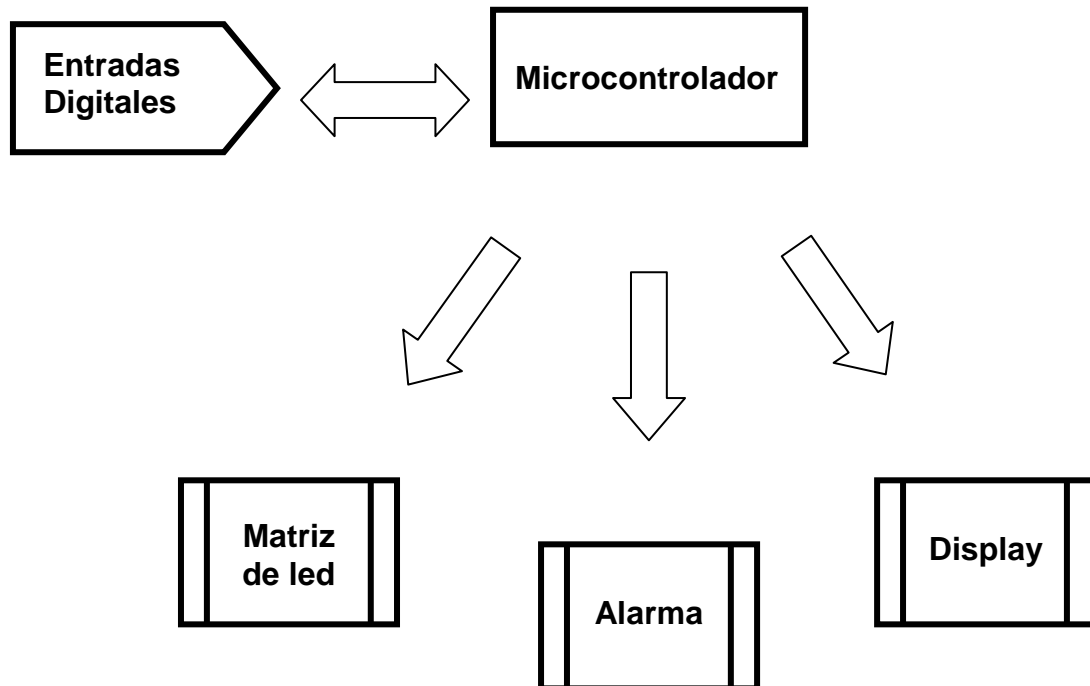 Entradas
Digitales
Microcontrolador
Matriz
de led
Alarma
Display